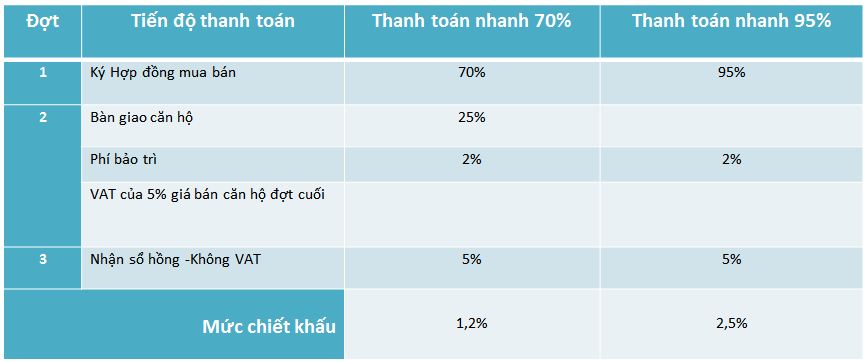 Đợt Tiến độ thanh toán Thanh toán nhanh 70% Thanh toán nhanh 95%
1 Ký Hợp đồng mua bán 70% 95%
2 Bàn giao căn hộ 25%
Phí bảo trì 2% 2%
VAT của 5% giá bán căn hộ đợt cuối
3 Nhận sổ hồng -Không VAT 5% 5%
Mức chiết khấu 1,2% 2,5%